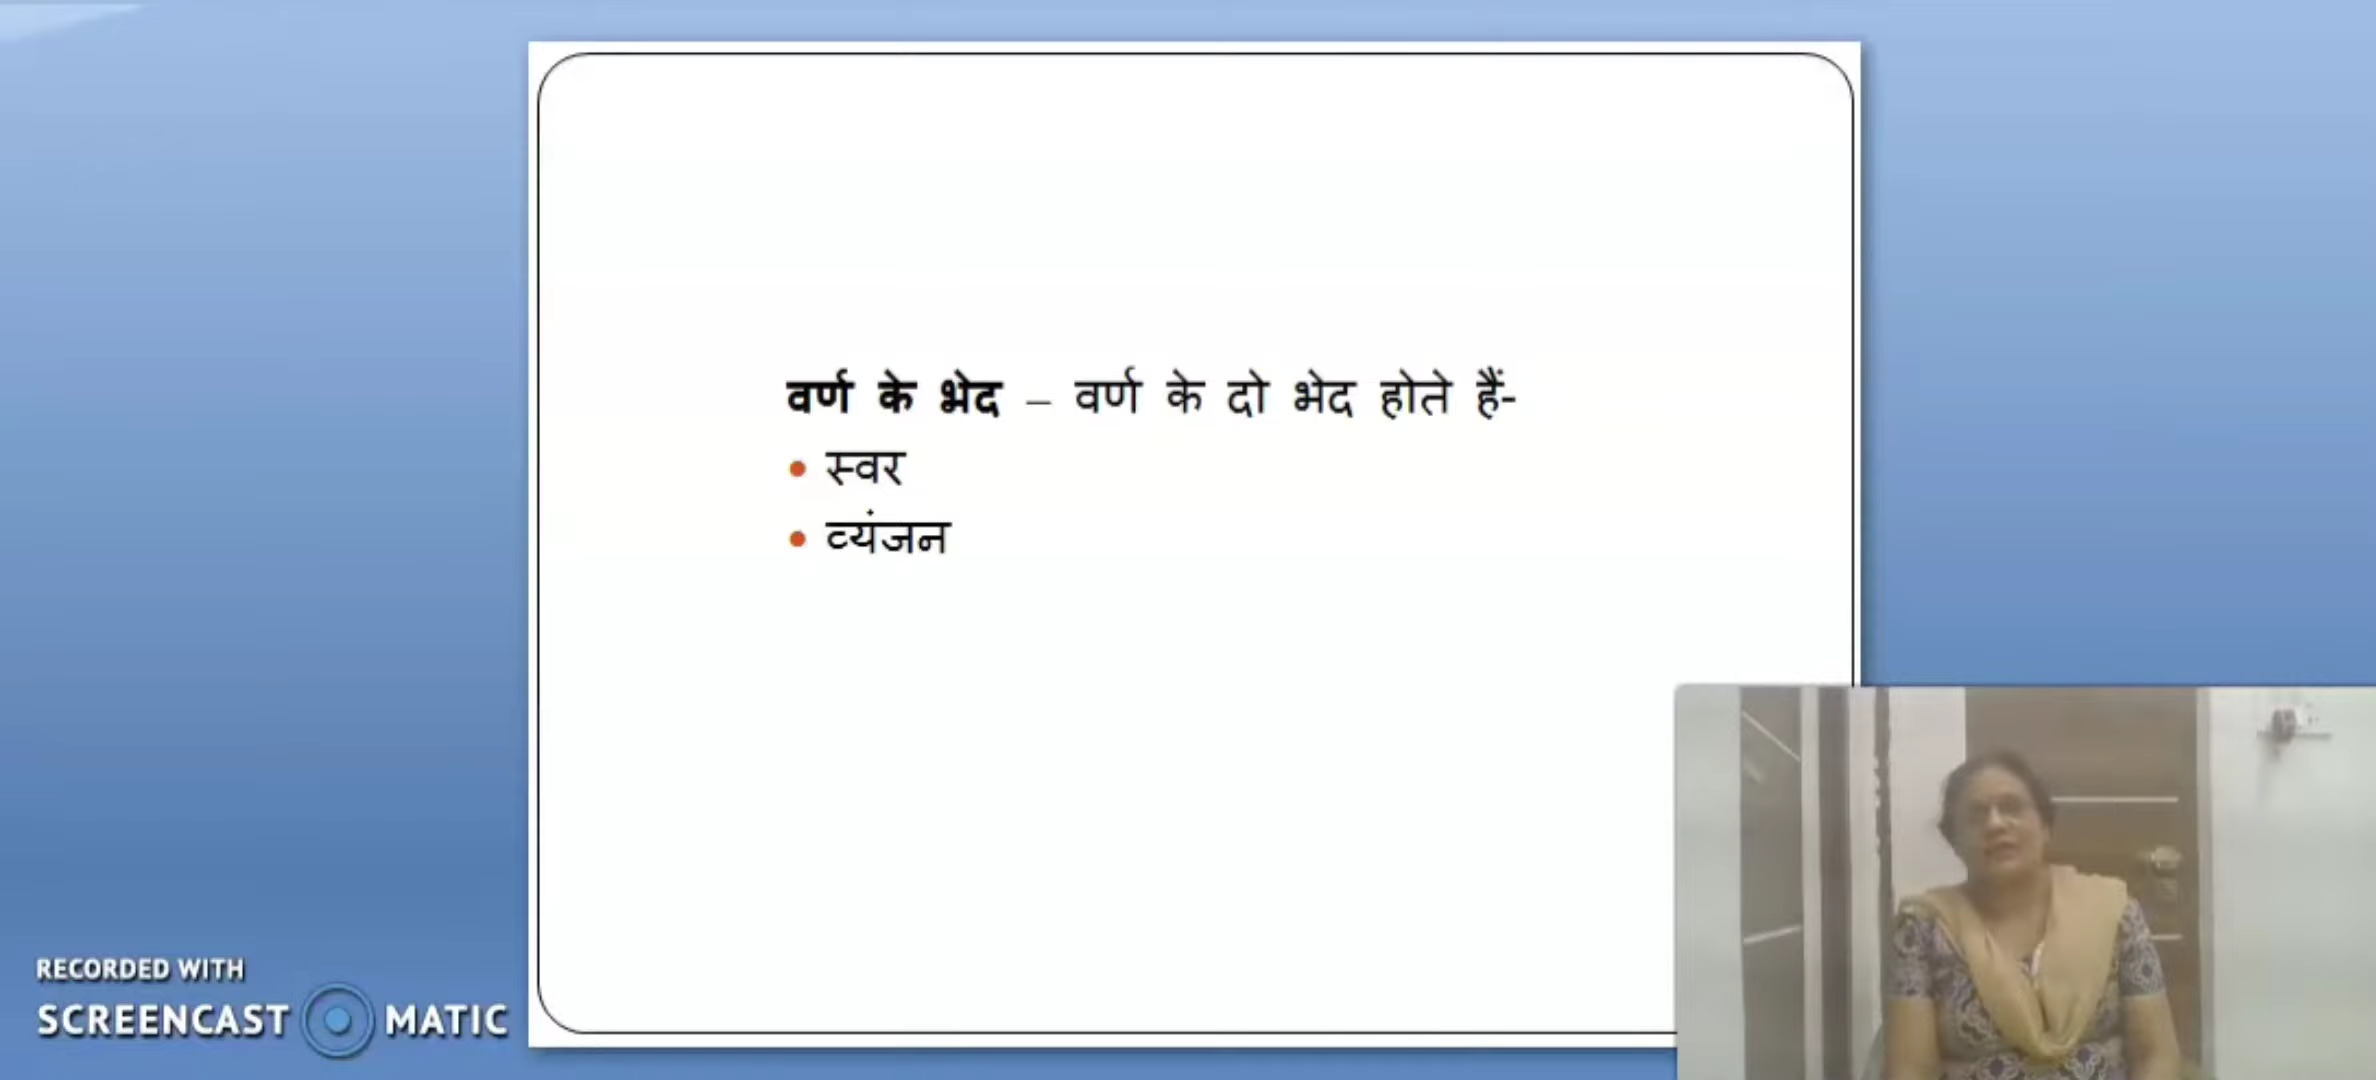 वर्ण के भेद – वर्ण के दो भेद होते हैं-
• स्वर
• व्यंजन
RECORDED WITH
SCREENCAST MATIC